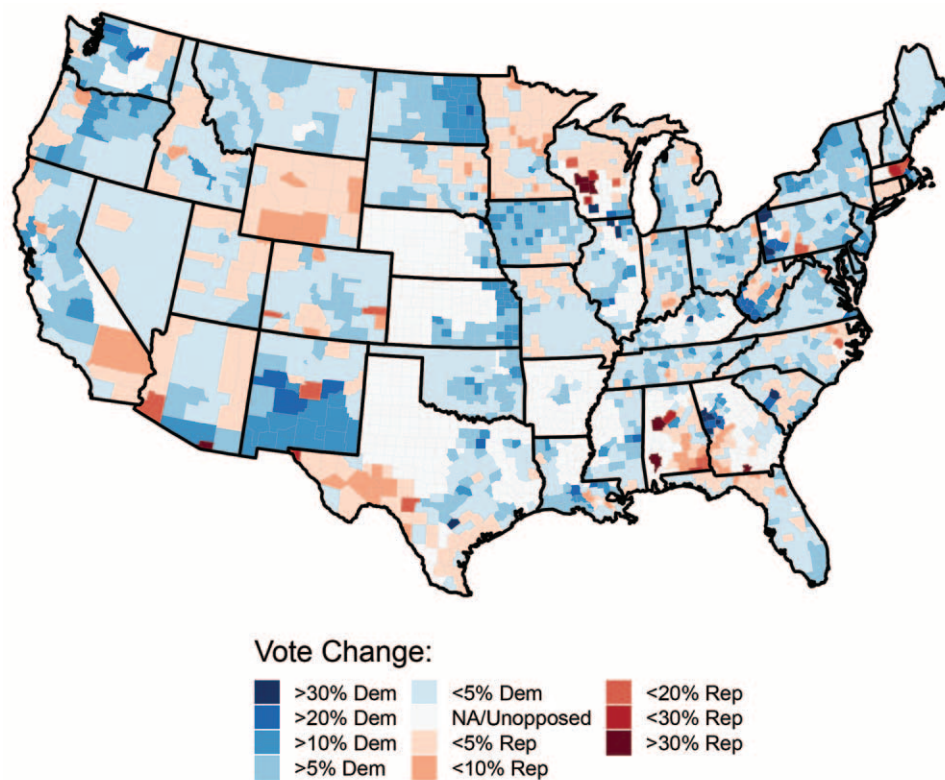 Vote Change:
>30% Dem
>20% Dem
>10% Dem
>5% Dem
<5% Dem
NA/Unopposed
<5% Rep
<10% Rep
<20% Rep
<30% Rep
>30% Rep